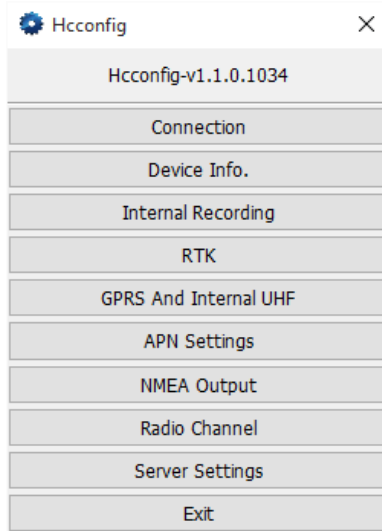 Hcconfig
Hcconfig-v1.1.0.1034
Connection
Device Info.
Internal Recording
RTK
GPRS And Internal UHF
APN Settings
NMEA Output
Radio Channel
Server Settings
Exit